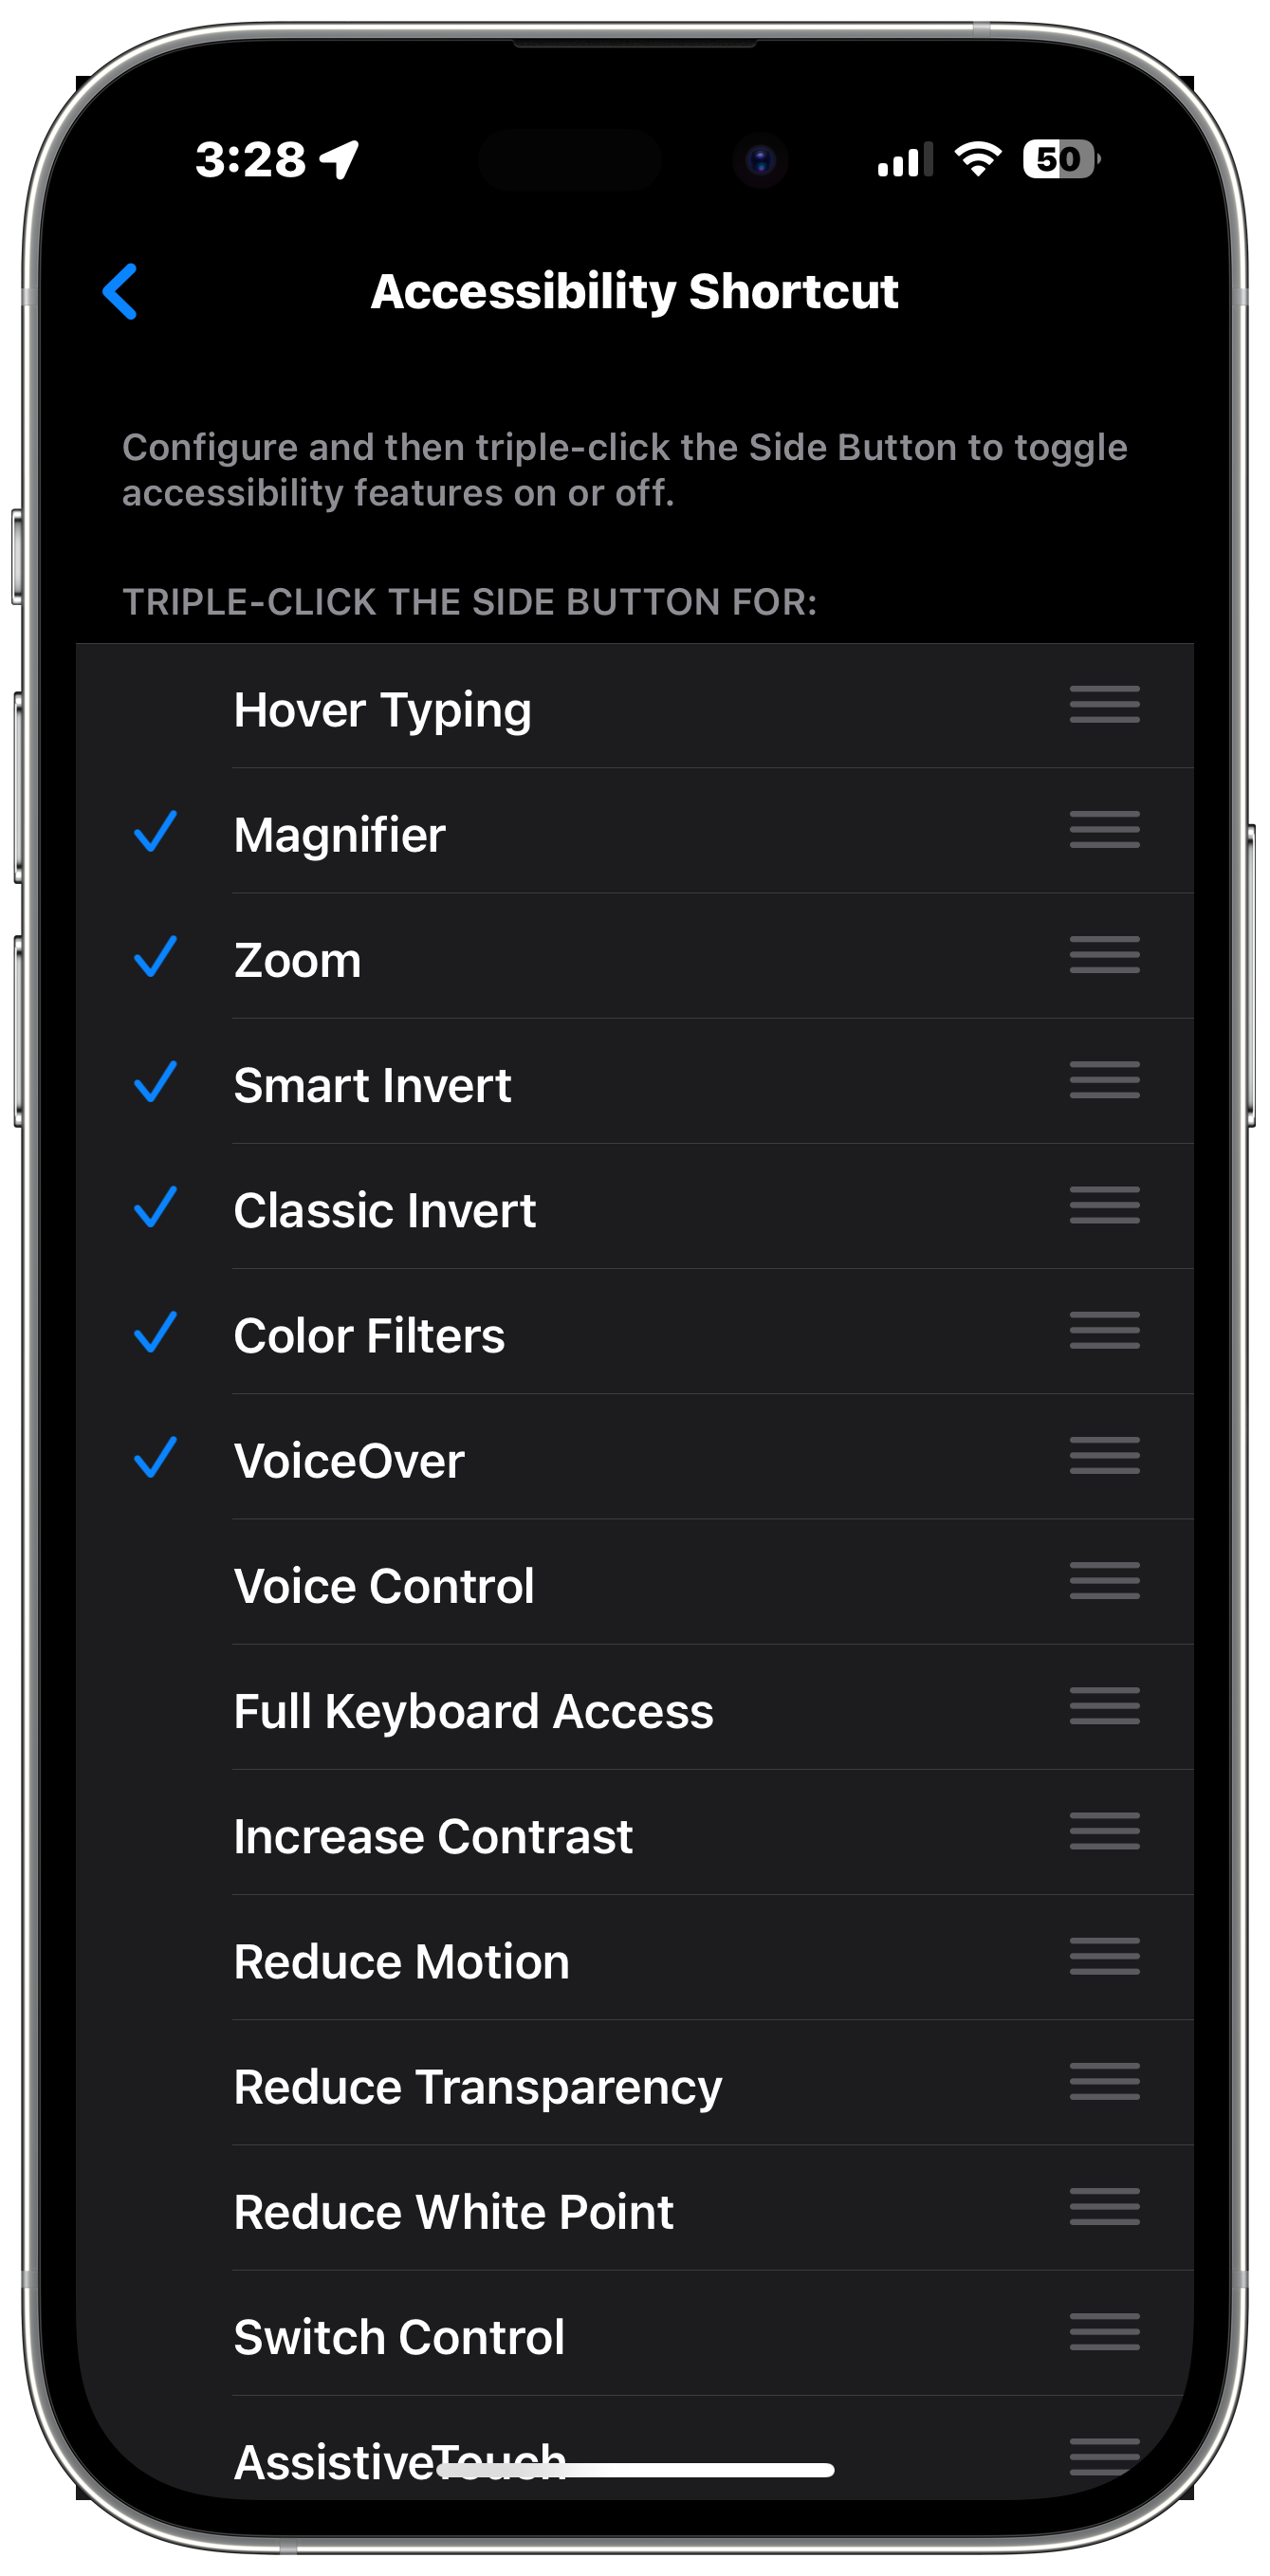 3:28
50
Accessibility Shortcut
Configure and then triple-click the Side Button to toggle
accessibility features on or off.
TRIPLE-CLICK THE SIDE BUTTON FOR:
Hover Typing
Magnifier
Zoom
Smart Invert
Classic Invert
Color Filters
VoiceOver
Voice Control
Full Keyboard Access
Increase Contrast
Reduce Motion
Reduce Transparency
Reduce White Point
Switch Control
AssistiveTouch